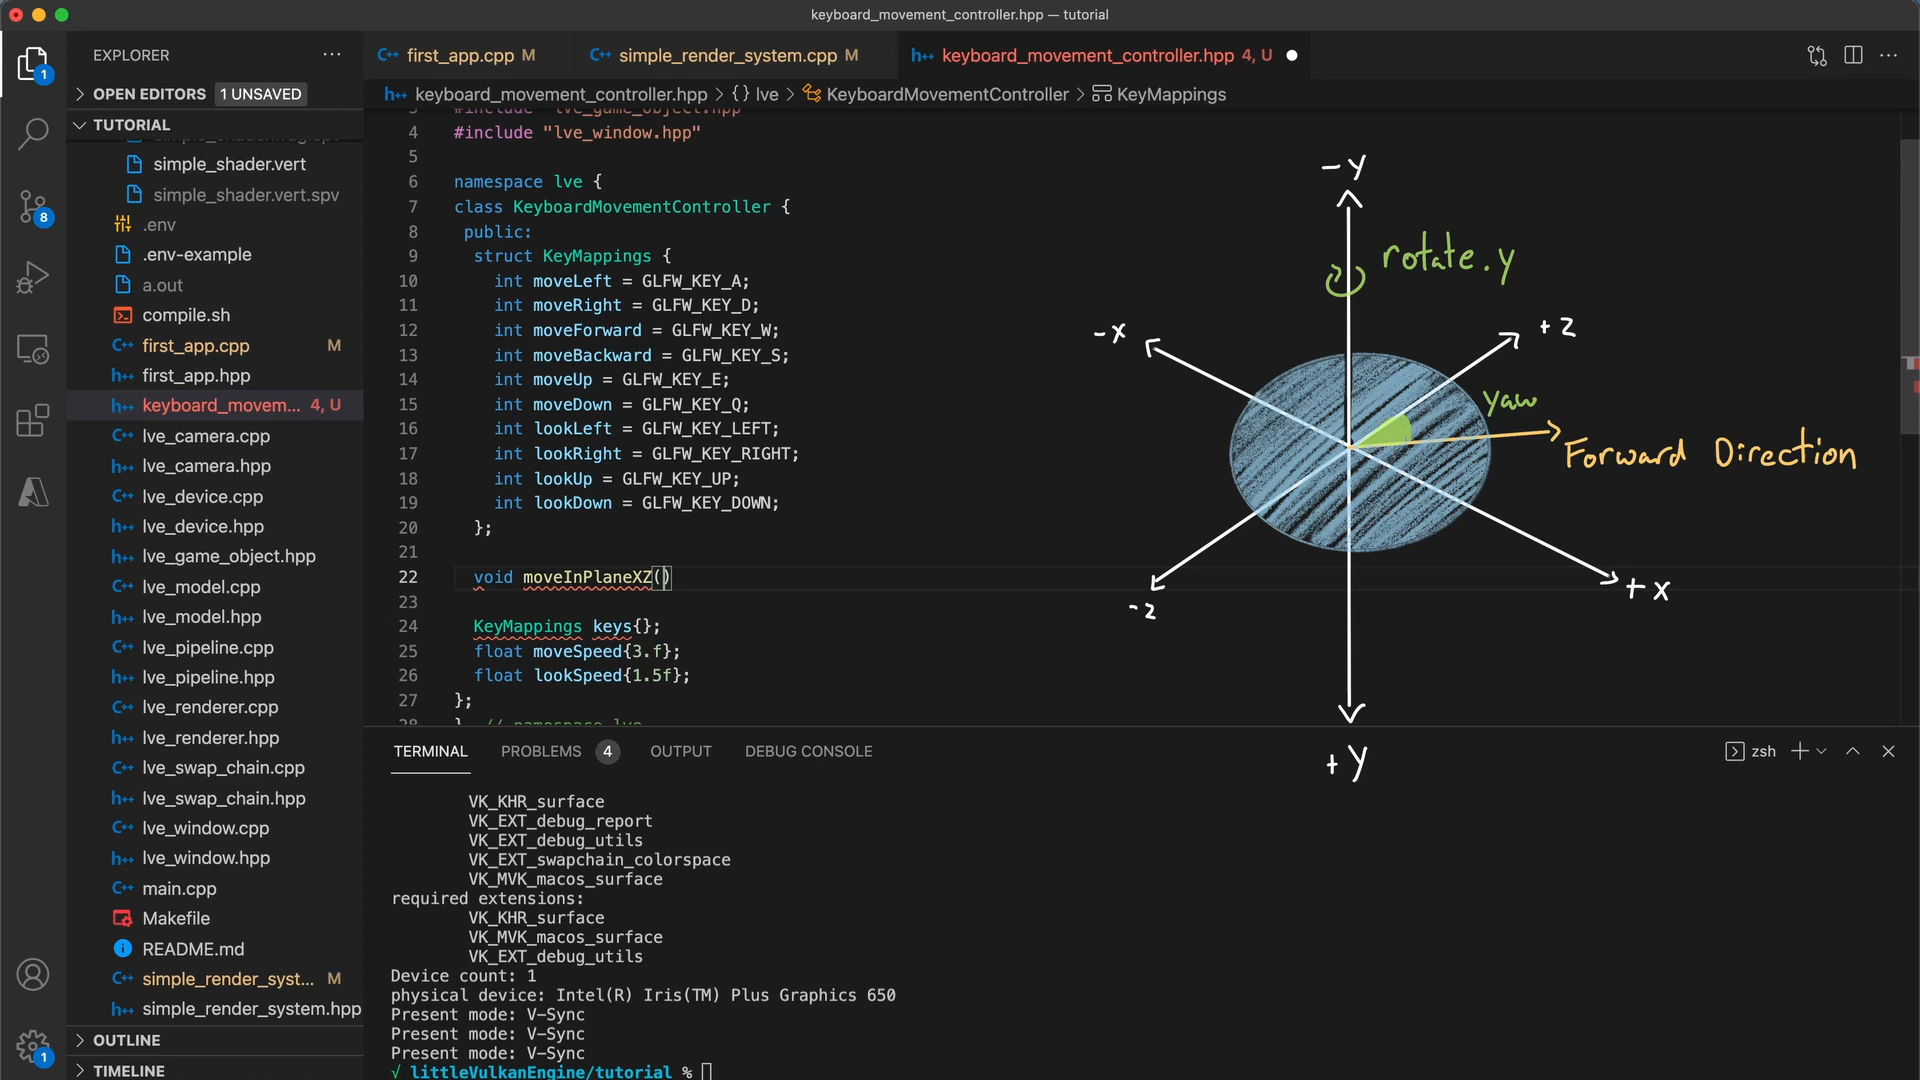 keyboard_movement_controller.hpp — tutorial
EXPLORER
first_app.cpp M
simple_render_system.cpp M
keyboard_movement_controller.hpp 4, U
OPEN EDITORS 1 UNSAVED
keyboard_movement_controller.hpp > {} lve > KeyboardMovementController > KeyMappings
TUTORIAL
simple_shader.vert
simple_shader.vert.spv
.env
.env-example
a.out
compile.sh
first_app.cpp M
first_app.hpp
keyboard_movem... 4, U
lve_camera.cpp
lve_camera.hpp
lve_device.cpp
lve_device.hpp
lve_game_object.hpp
lve_model.cpp
lve_model.hpp
lve_pipeline.cpp
lve_pipeline.hpp
lve_renderer.cpp
lve_renderer.hpp
lve_swap_chain.cpp
lve_swap_chain.hpp
lve_window.cpp
lve_window.hpp
main.cpp
Makefile
README.md
simple_render_syst... M
simple_render_system.hpp
OUTLINE
TIMELINE
1
8
1
3 #include "lve_game_object.hpp"
4 #include "lve_window.hpp"
5
6 namespace lve {
7 class KeyboardMovementController {
8 public:
9 struct KeyMappings {
10 int moveLeft = GLFW_KEY_A;
11 int moveRight = GLFW_KEY_D;
12 int moveForward = GLFW_KEY_W;
13 int moveBackward = GLFW_KEY_S;
14 int moveUp = GLFW_KEY_E;
15 int moveDown = GLFW_KEY_Q;
16 int lookLeft = GLFW_KEY_LEFT;
17 int lookRight = GLFW_KEY_RIGHT;
18 int lookUp = GLFW_KEY_UP;
19 int lookDown = GLFW_KEY_DOWN;
20 };
21
22 void moveInPlaneXZ()
23
24 KeyMappings keys{};
25 float moveSpeed{3.f};
26 float lookSpeed{1.5f};
27 };
28 } // namespace lve
-Y
rotate.y
-X
+Z
yaw
Forward Direction
-Z
+X
+Y
TERMINAL PROBLEMS 4 OUTPUT DEBUG CONSOLE
zsh
VK_KHR_surface
VK_EXT_debug_report
VK_EXT_debug_utils
VK_EXT_swapchain_colorspace
VK_MVK_macos_surface
required extensions:
VK_KHR_surface
VK_MVK_macos_surface
VK_EXT_debug_utils
Device count: 1
physical device: Intel(R) Iris(TM) Plus Graphics 650
Present mode: V-Sync
Present mode: V-Sync
Present mode: V-Sync
√ littleVulkanEngine/tutorial %